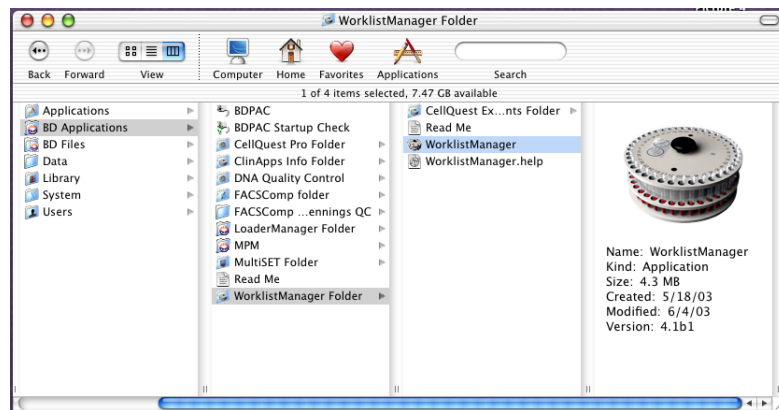 WorklistManager Folder
Back Forward View Computer Home Favorites Applications Search
1 of 4 items selected, 7.47 GB available
Applications
BD Applications
BD Files
Data
Library
System
Users
BDPAC
BDPAC Startup Check
CellQuest Pro Folder
ClinApps Info Folder
DNA Quality Control
FACSComp folder
FACSComp ...ennings QC
LoaderManager Folder
MPM
MultiSET Folder
Read Me
WorklistManager Folder
CellQuest Ex...nts Folder
Read Me
WorklistManager
WorklistManager.help
Name: WorklistManager
Kind: Application
Size: 4.3 MB
Created: 5/18/03
Modified: 6/4/03
Version: 4.1b1